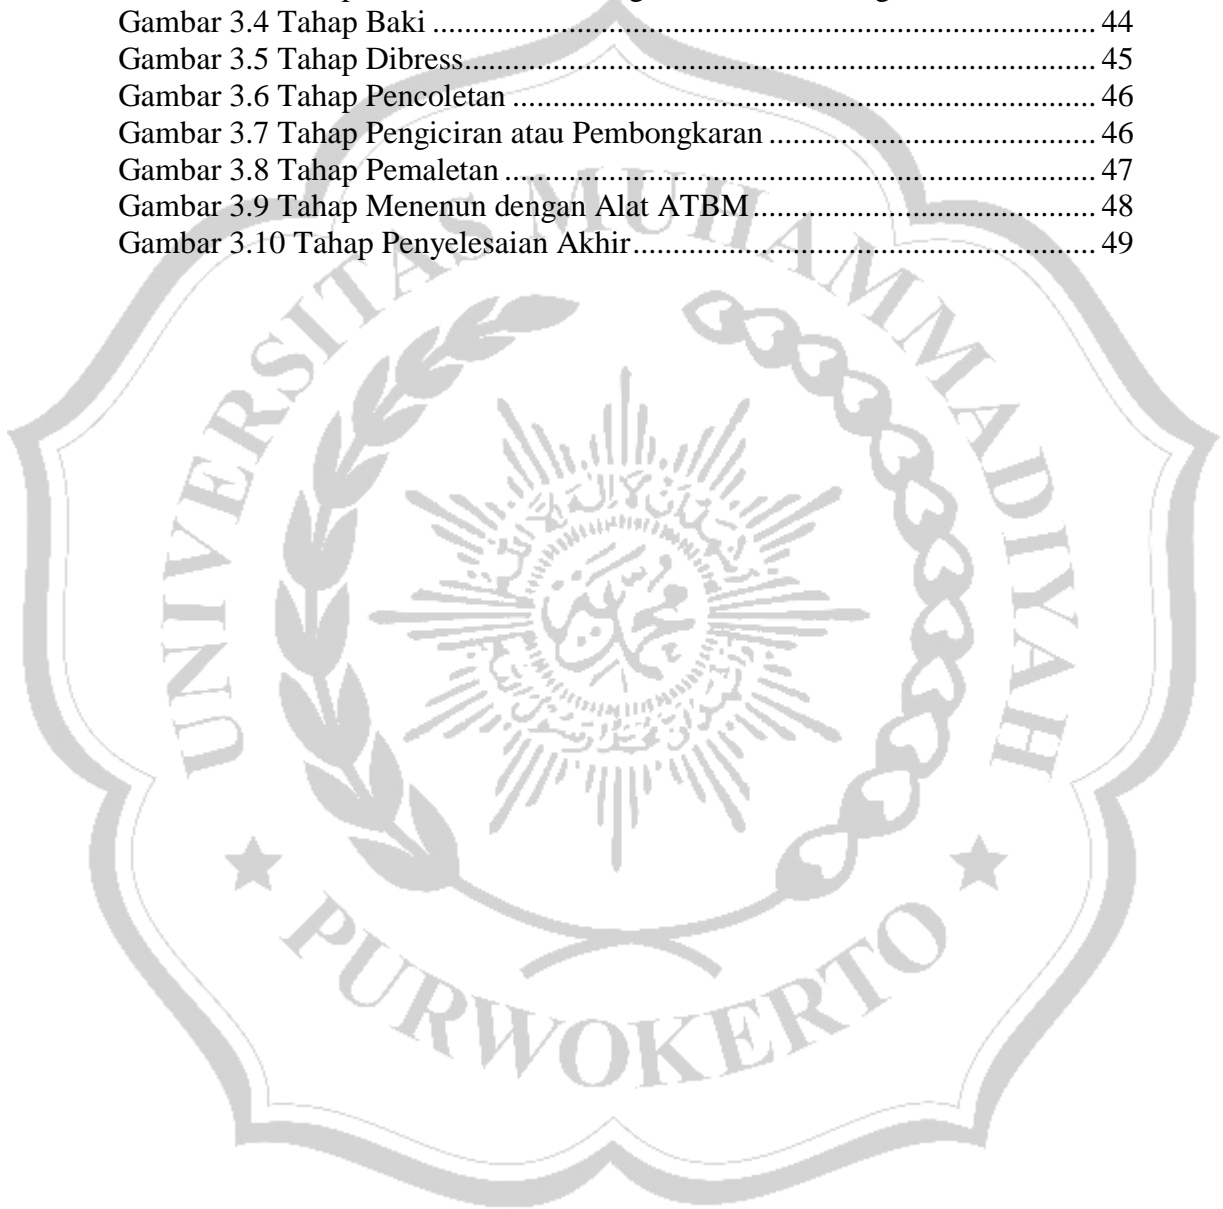 Gambar 3.4 Tahap Baki ................................................................................... 44
Gambar 3.5 Tahap Dibress............................................................................... 45
Gambar 3.6 Tahap Pencoletan ......................................................................... 46
Gambar 3.7 Tahap Pengiciran atau Pembongkaran ......................................... 46
Gambar 3.8 Tahap Pemaletan .......................................................................... 47
Gambar 3.9 Tahap Menenun dengan Alat ATBM........................................... 48
Gambar 3.10 Tahap Penyelesaian Akhir.......................................................... 49
UNIVERSITAS MUHAMMADIYAH
PURWOKERTO